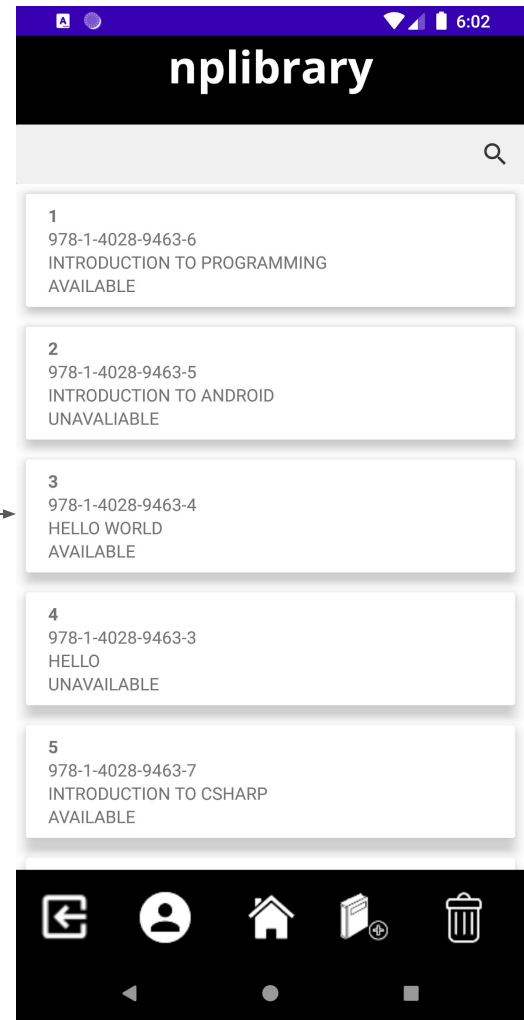 A
6:02
nplibrary
1
978-1-4028-9463-6
INTRODUCTION TO PROGRAMMING
AVAILABLE
2
978-1-4028-9463-5
INTRODUCTION TO ANDROID
UNAVALIABLE
3
978-1-4028-9463-4
HELLO WORLD
AVAILABLE
4
978-1-4028-9463-3
HELLO
UNAVAILABLE
5
978-1-4028-9463-7
INTRODUCTION TO CSHARP
AVAILABLE